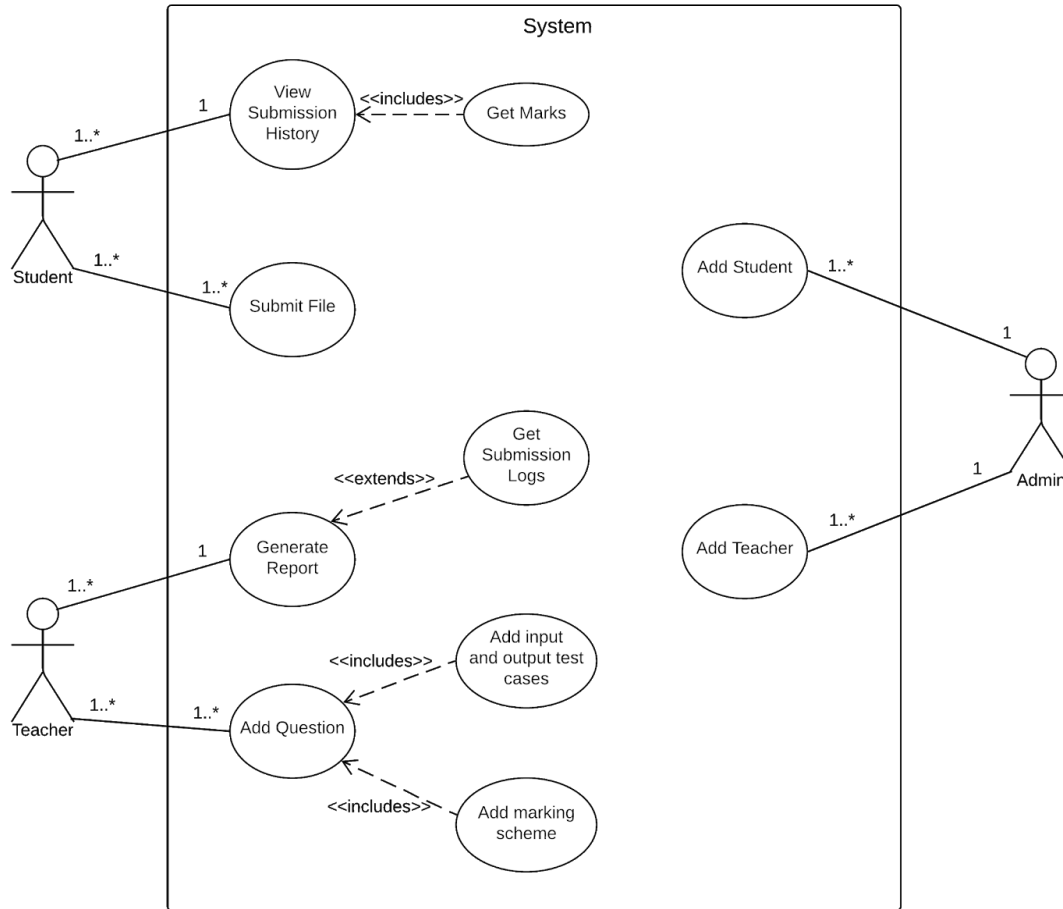 System
View
Submission
History
<<includes>>
Get Marks
1
1..*
Student
1..*
1..*
Submit File
Add Student
1..*
1
Admin
1
1..*
Add Teacher
Get
Submission
Logs
<<extends>>
Generate
Report
1
1..*
Teacher
1..*
1..*
Add Question
<<includes>>
Add input
and output test
cases
<<includes>>
Add marking
scheme